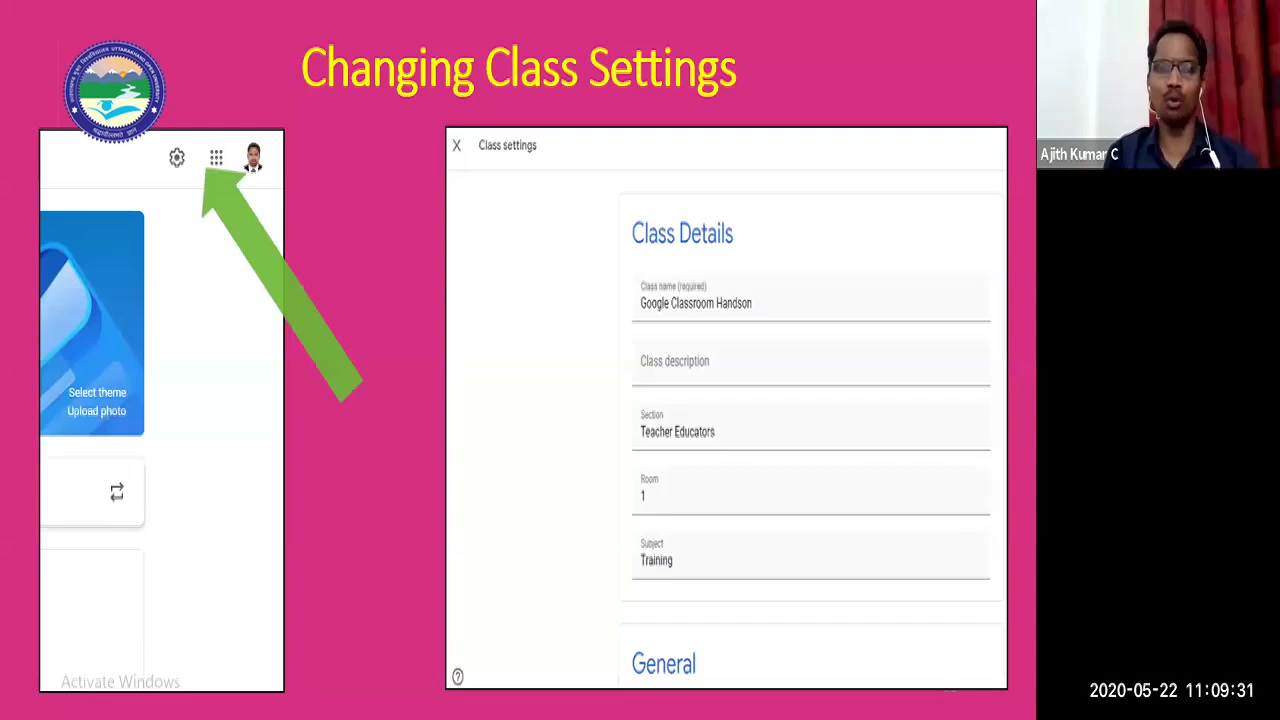 Changing Class Settings
Select theme
Upload photo
Activate Windows
Class settings
Class Details
Class name (required)
Google Classroom Handson
Class description
Section
Teacher Educators
Room
1
Subject
Training
General
Ajith Kumar C
2020-05-22 11:09:31